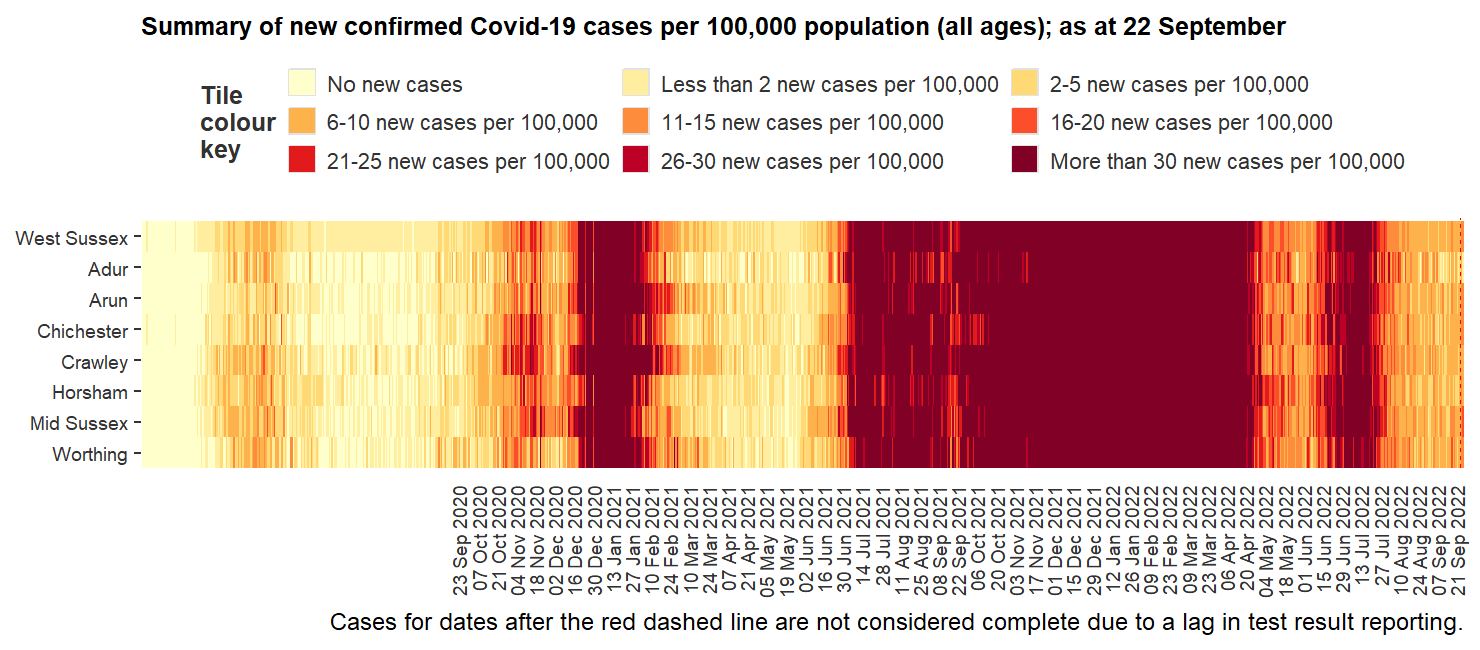 Summary of new confirmed Covid-19 cases per 100,000 population (all ages); as at 22 September
Tile
colour
key
No new cases
Less than 2 new cases per 100,000
2-5 new cases per 100,000
6-10 new cases per 100,000
11-15 new cases per 100,000
16-20 new cases per 100,000
21-25 new cases per 100,000
26-30 new cases per 100,000
More than 30 new cases per 100,000
West Sussex
Adur
Arun
Chichester
Crawley
Horsham
Mid Sussex
Worthing
23 Sep 2020
07 Oct 2020
21 Oct 2020
04 Nov 2020
18 Nov 2020
02 Dec 2020
16 Dec 2020
30 Dec 2020
13 Jan 2021
27 Jan 2021
10 Feb 2021
24 Feb 2021
10 Mar 2021
24 Mar 2021
07 Apr 2021
21 Apr 2021
05 May 2021
19 May 2021
02 Jun 2021
16 Jun 2021
30 Jun 2021
14 Jul 2021
28 Jul 2021
11 Aug 2021
25 Aug 2021
08 Sep 2021
22 Sep 2021
06 Oct 2021
20 Oct 2021
03 Nov 2021
17 Nov 2021
01 Dec 2021
15 Dec 2021
29 Dec 2021
12 Jan 2022
26 Jan 2022
09 Feb 2022
23 Feb 2022
09 Mar 2022
23 Mar 2022
06 Apr 2022
20 Apr 2022
04 May 2022
18 May 2022
01 Jun 2022
15 Jun 2022
29 Jun 2022
13 Jul 2022
27 Jul 2022
10 Aug 2022
24 Aug 2022
07 Sep 2022
21 Sep 2022
Cases for dates after the red dashed line are not considered complete due to a lag in test result reporting.